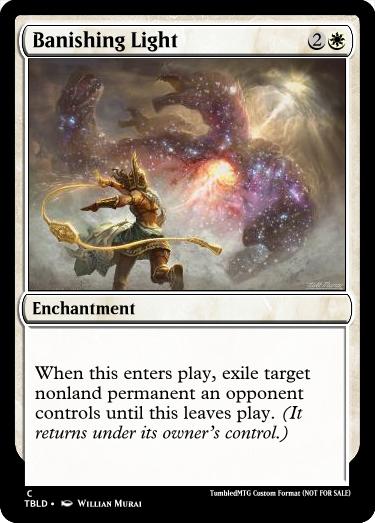 Banishing Light 2
Enchantment
When this enters play, exile target
nonland permanent an opponent
controls until this leaves play. (It
returns under its owner's control.)
C
TBLD • Willian Murai
TumbledMTG Custom Format (NOT FOR SALE)